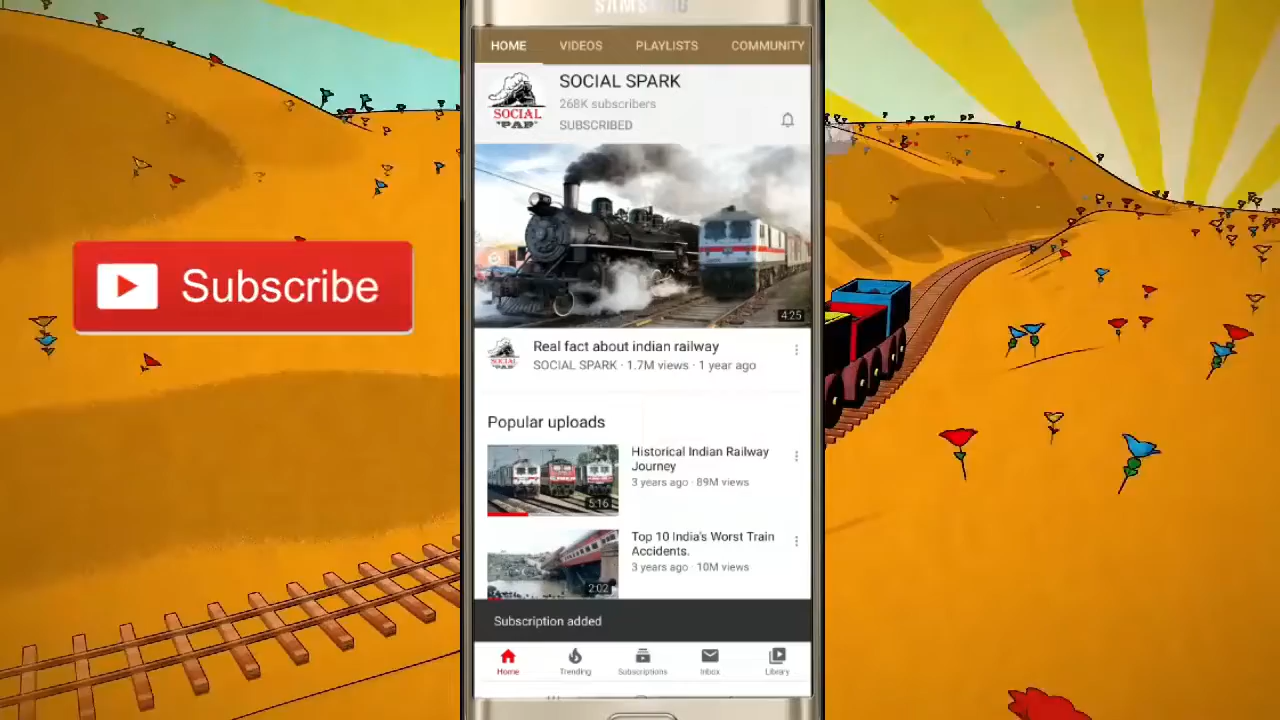 SAMSUNG
HOME VIDEOS PLAYLISTS COMMUNITY
SOCIAL SPARK
268K subscribers
SUBSCRIBED
SOCIAL
"PAP"
Subscribe
4:25
Real fact about indian railway
SOCIAL SPARK · 1.7M views · 1 year ago
SOCIAL
Popular uploads
Historical Indian Railway
Journey
3 years ago · 89M views
5:16
Top 10 India's Worst Train
Accidents.
3 years ago · 10M views
2:02
Subscription added
Home Trending Subscriptions Inbox Library